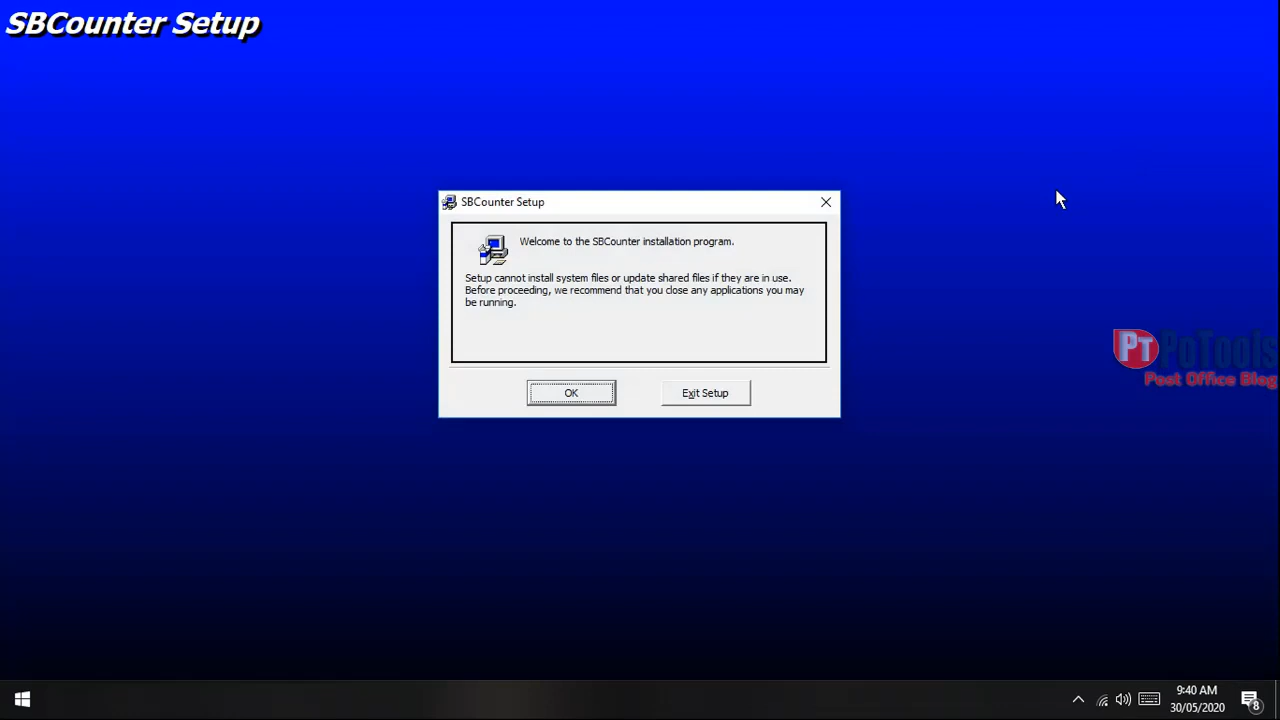 SBCounter Setup
SBCounter Setup
Welcome to the SBCounter installation program.
Setup cannot install system files or update shared files if they are in use.
Before proceeding, we recommend that you close any applications you may
be running.
OK
Exit Setup
PT PoTools
Post Office Blog
9:40 AM
30/05/2020
8